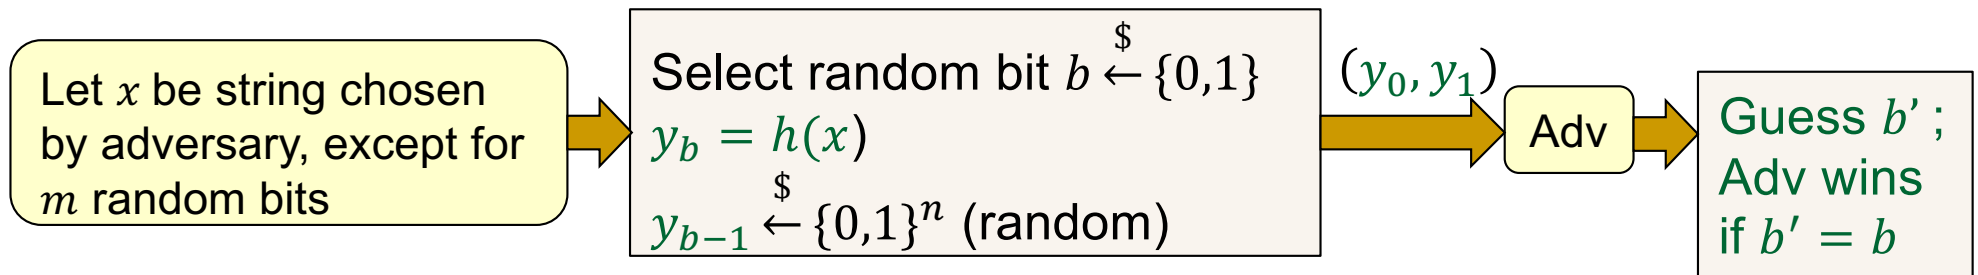 Let 𝑥 be string chosen
by adversary, except for
𝑚 random bits
Select random bit 𝑏 $← {0,1}
𝑦_𝑏 = ℎ(𝑥)
𝑦_{𝑏−1} $← {0,1}^𝑛 (random)
(𝑦_0, 𝑦_1)
Adv
Guess 𝑏’ ;
Adv wins
if 𝑏′ = 𝑏